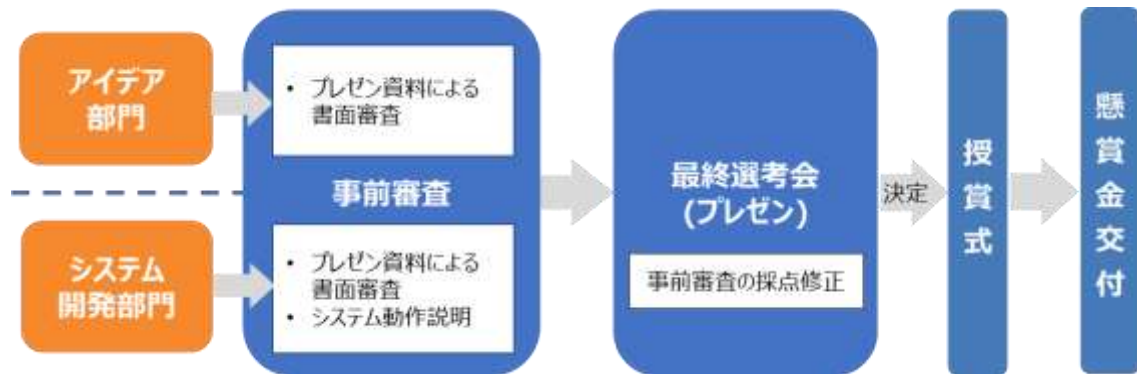 アイデア
部門
• プレゼン資料による
書面審査
事前審査
システム
開発部門
• プレゼン資料による
書面審査
• システム動作説明
最終選考会
(プレゼン)
事前審査の採点修正
決定
授賞式
懸賞金交付